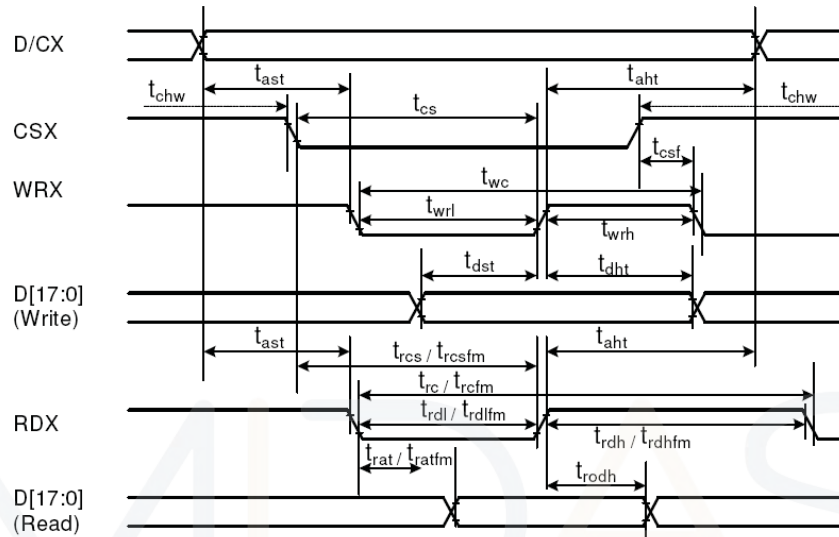 D/CX
t_ast
t_aht
t_chw
t_cs
t_chw
CSX
t_csf
WRX
t_wc
t_wrl
t_wrh
t_dst
t_dht
D[17:0]
(Write)
t_ast
t_aht
t_rcs / t_rcsfm
t_rc / t_rcfm
RDX
t_rdl / t_rdlfm
t_rdh / t_rdhfm
t_rat / t_ratfm
t_rodh
D[17:0]
(Read)
MIDAS